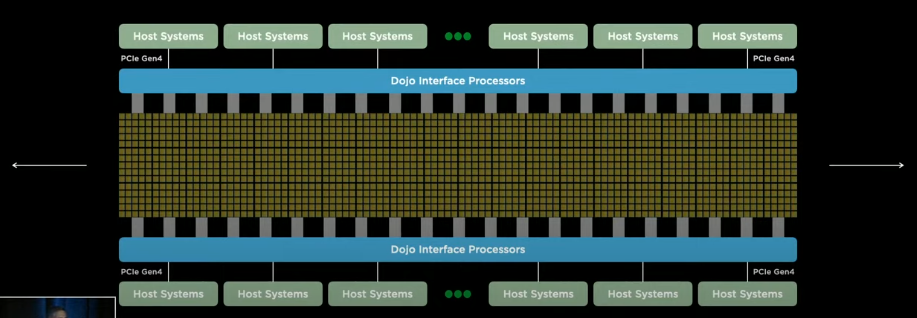 Host Systems Host Systems Host Systems Host Systems Host Systems Host Systems
PCIe Gen4 PCIe Gen4
Dojo Interface Processors
Dojo Interface Processors
PCIe Gen4 PCIe Gen4
Host Systems Host Systems Host Systems Host Systems Host Systems Host Systems